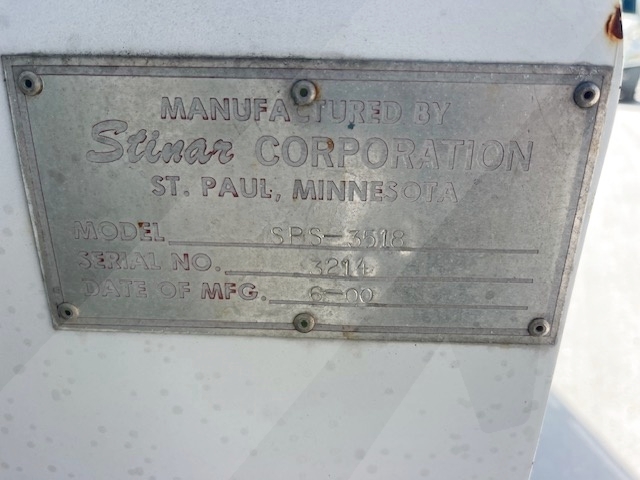 MANUFACTURED BY
Stinar CORPORATION
ST. PAUL, MINNESOTA
MODEL SPS-3518
SERIAL NO. 3214
DATE OF MFG. 6-00